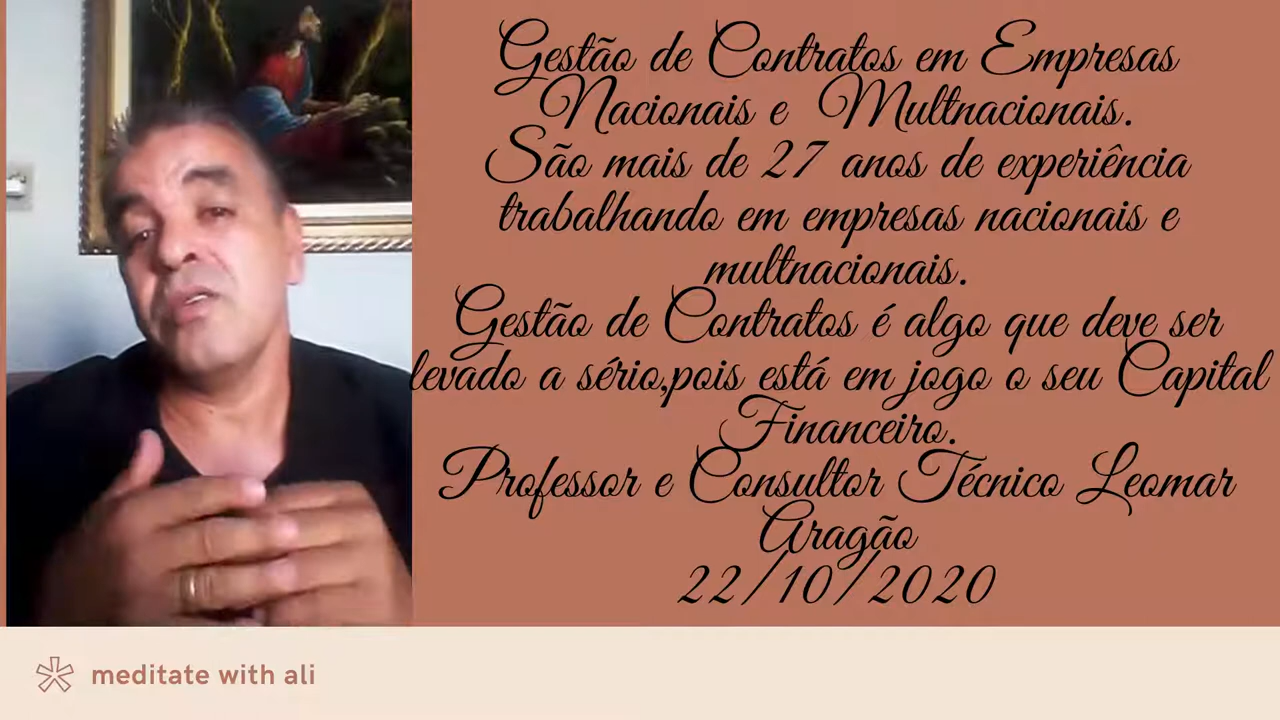 Gestão de Contratos em Empresas
Nacionais e Multnacionais.
São mais de 27 anos de experiência
trabalhando em empresas nacionais e
multnacionais.
Gestão de Contratos é algo que deve ser
levado a sério,pois está em jogo o seu Capital
Financeiro.
Professor e Consultor Técnico Leomar
Aragão
22/10/2020
meditate with ali